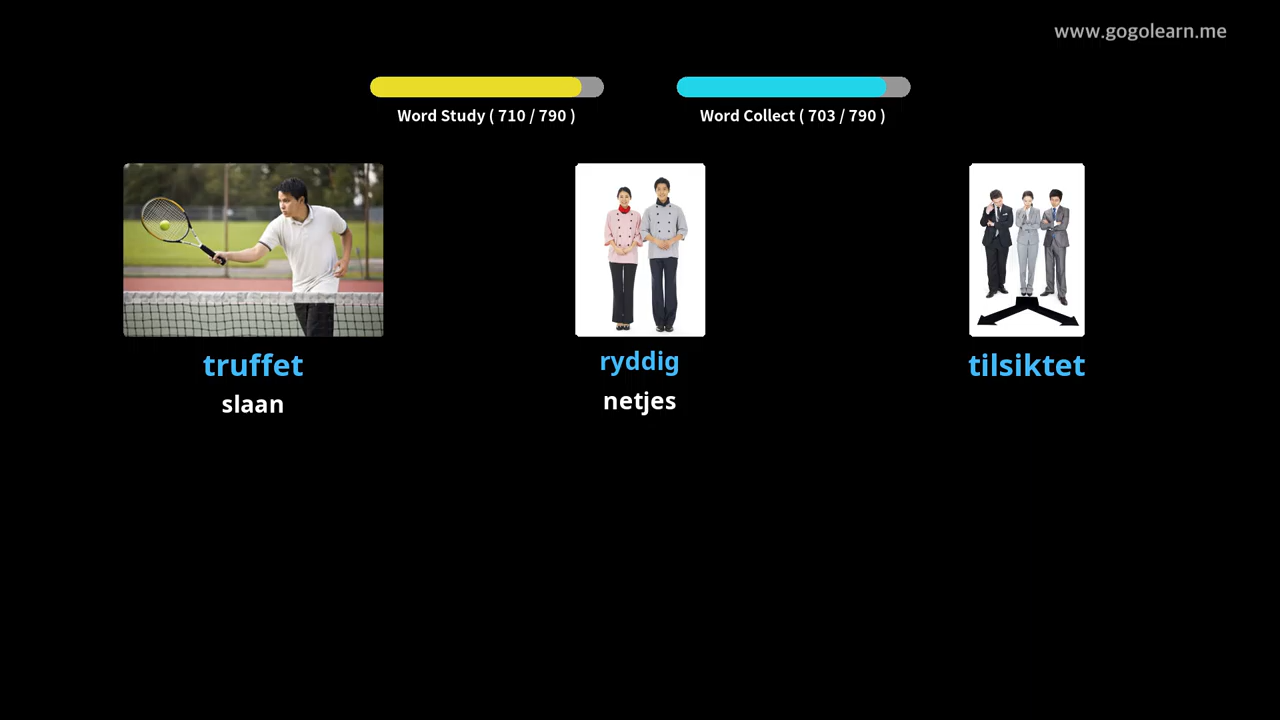 www.gogolearn.me
Word Study ( 710 / 790 )
Word Collect ( 703 / 790 )
truffet
slaan
ryddig
netjes
tilsiktet